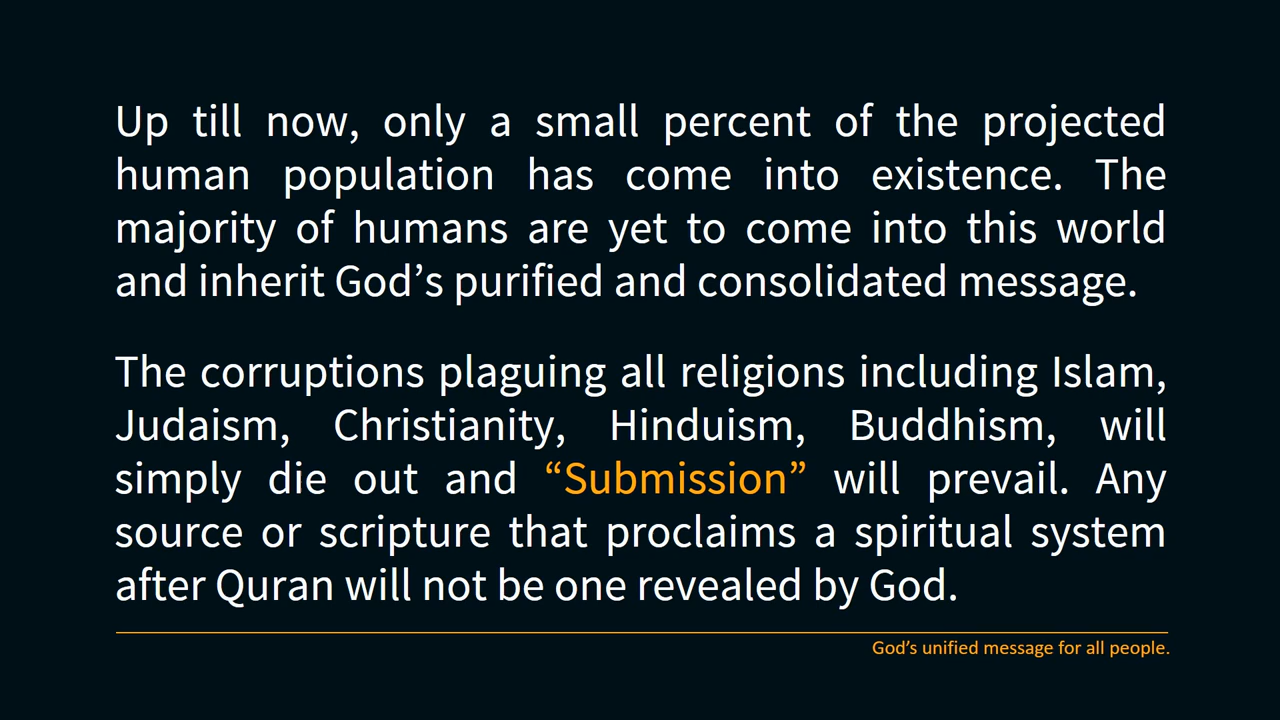 Up till now, only a small percent of the projected
human population has come into existence. The
majority of humans are yet to come into this world
and inherit God’s purified and consolidated message.
The corruptions plaguing all religions including Islam,
Judaism, Christianity, Hinduism, Buddhism, will
simply die out and “Submission” will prevail. Any
source or scripture that proclaims a spiritual system
after Quran will not be one revealed by God.
God’s unified message for all people.